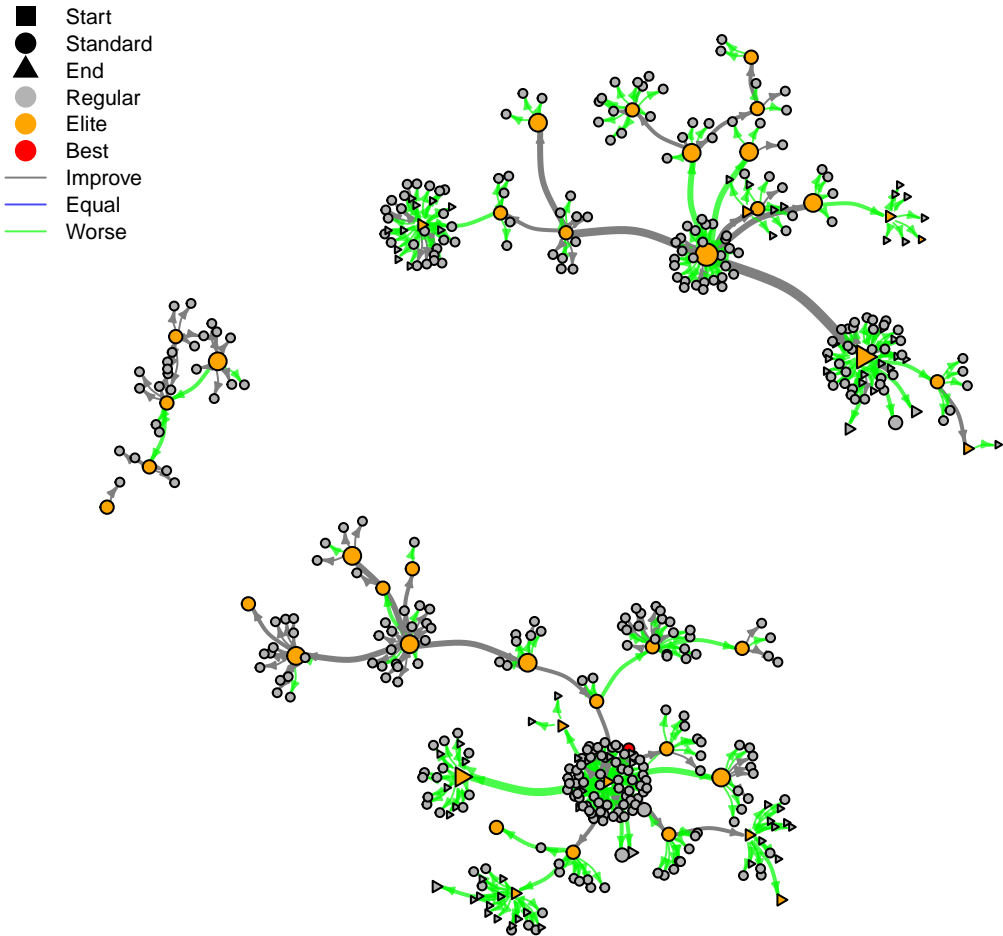 Start
Standard
End
Regular
Elite
Best
Improve
Equal
Worse